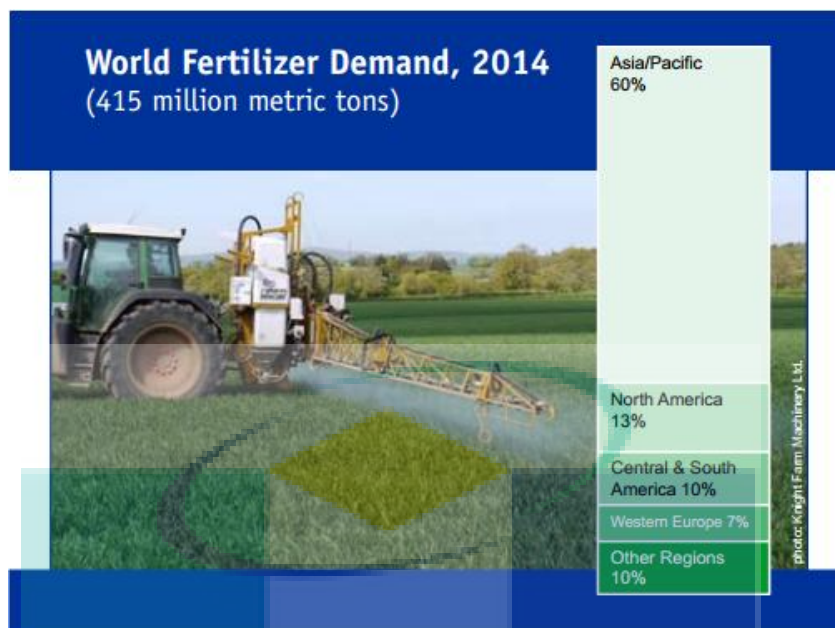 World Fertilizer Demand, 2014
(415 million metric tons)
Asia/Pacific
60%
North America
13%
Central & South
America 10%
Western Europe 7%
Other Regions
10%
photo: Knight Farm Machinery Ltd.